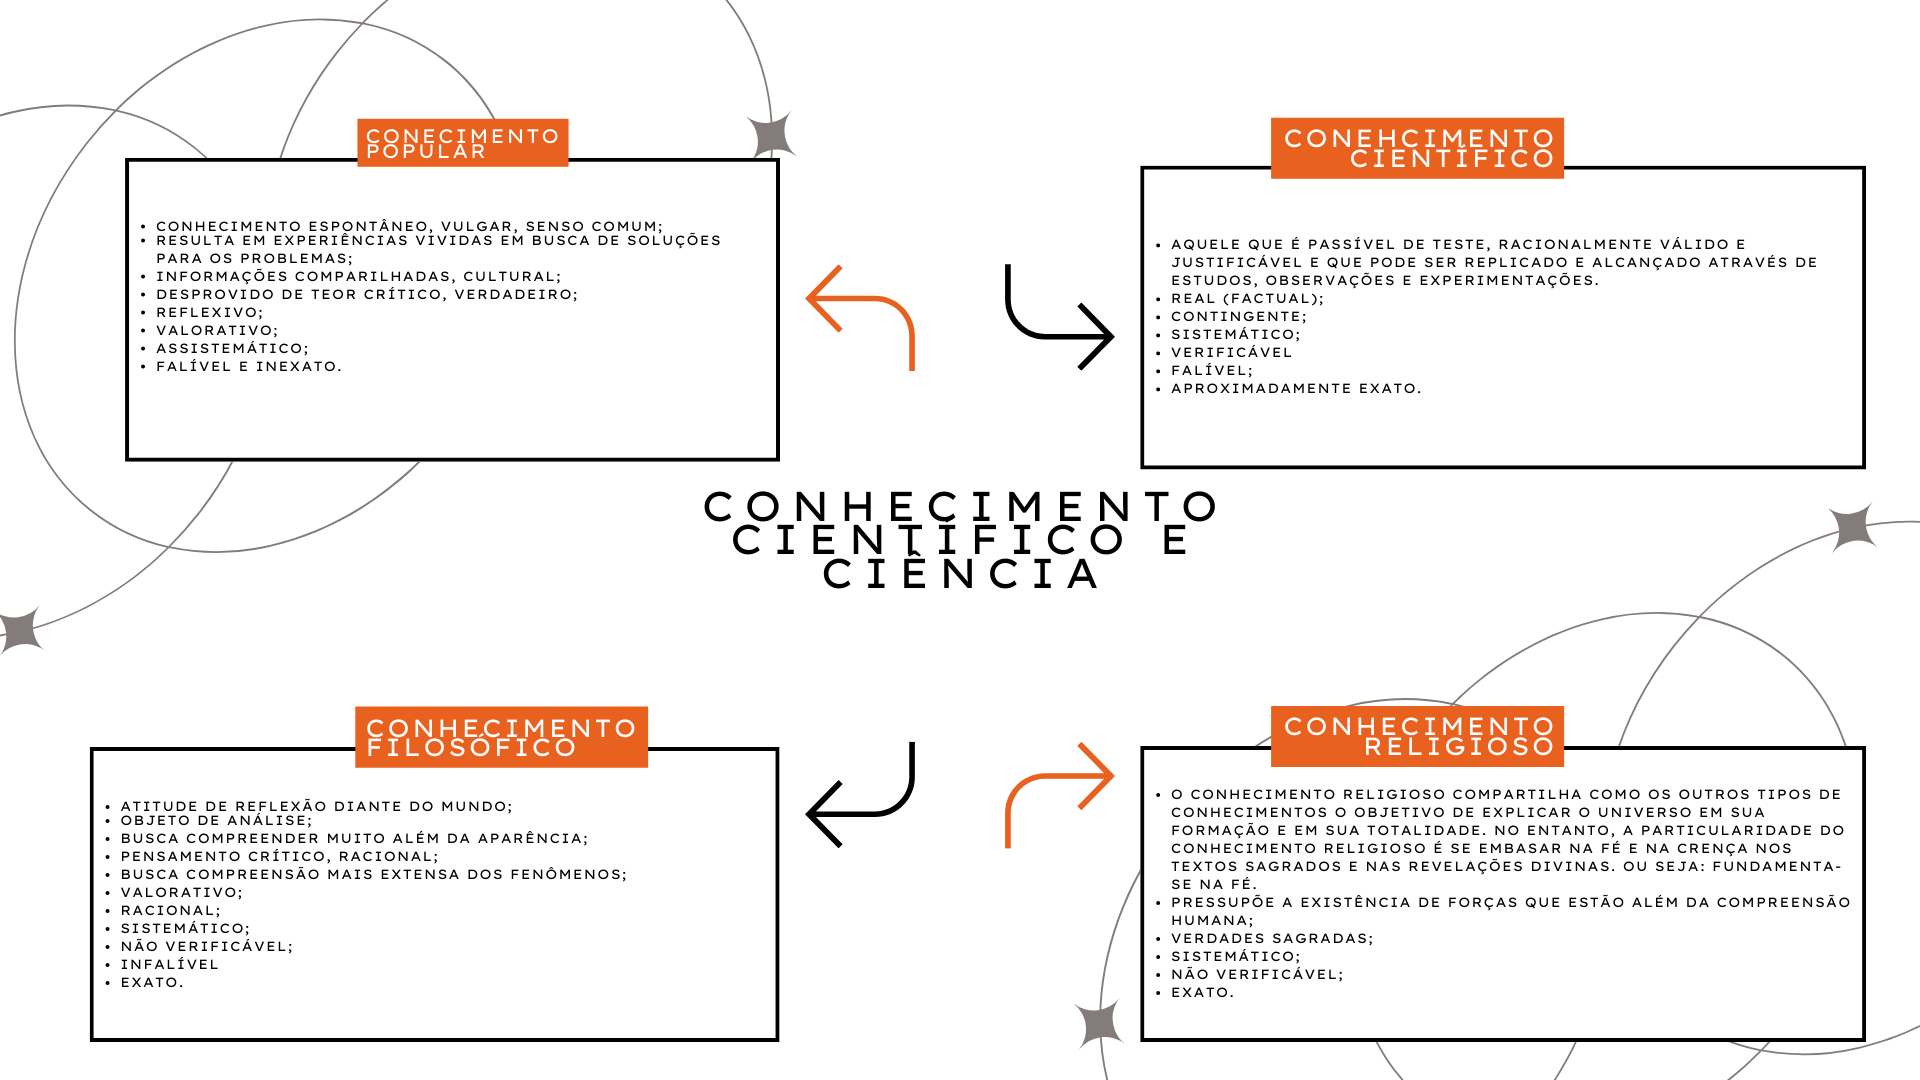 CONECIMENTO
POPULAR
• CONHECIMENTO ESPONTÂNEO, VULGAR, SENSO COMUM;
• RESULTA EM EXPERIÊNCIAS VIVIDAS EM BUSCA DE SOLUÇÕES
PARA OS PROBLEMAS;
• INFORMAÇÕES COMPARILHADAS, CULTURAL;
• DESPROVIDO DE TEOR CRÍTICO, VERDADEIRO;
• REFLEXIVO;
• VALORATIVO;
• ASSISTEMÁTICO;
• FALÍVEL E INEXATO.
CONEHCIMENTO
CIENTÍFICO
• AQUELE QUE É PASSÍVEL DE TESTE, RACIONALMENTE VÁLIDO E
JUSTIFICÁVEL E QUE PODE SER REPLICADO E ALCANÇADO ATRAVÉS DE
ESTUDOS, OBSERVAÇÕES E EXPERIMENTAÇÕES.
• REAL (FACTUAL);
• CONTINGENTE;
• SISTEMÁTICO;
• VERIFICÁVEL
• FALÍVEL;
• APROXIMADAMENTE EXATO.
CONHECIMENTO
CIENTÍFICO E
CIÊNCIA
CONHECIMENTO
FILOSÓFICO
• ATITUDE DE REFLEXÃO DIANTE DO MUNDO;
• OBJETO DE ANÁLISE;
• BUSCA COMPREENDER MUITO ALÉM DA APARÊNCIA;
• PENSAMENTO CRÍTICO, RACIONAL;
• BUSCA COMPREENSÃO MAIS EXTENSA DOS FENÔMENOS;
• VALORATIVO;
• RACIONAL;
• SISTEMÁTICO;
• NÃO VERIFICÁVEL;
• INFALÍVEL
• EXATO.
CONHECIMENTO
RELIGIOSO
• O CONHECIMENTO RELIGIOSO COMPARTILHA COMO OS OUTROS TIPOS DE
CONHECIMENTOS O OBJETIVO DE EXPLICAR O UNIVERSO EM SUA
FORMAÇÃO E EM SUA TOTALIDADE. NO ENTANTO, A PARTICULARIDADE DO
CONHECIMENTO RELIGIOSO É SE EMBASAR NA FÉ E NA CRENÇA NOS
TEXTOS SAGRADOS E NAS REVELAÇÕES DIVINAS. OU SEJA: FUNDAMENTA-
SE NA FÉ.
• PRESSUPÕE A EXISTÊNCIA DE FORÇAS QUE ESTÃO ALÉM DA COMPREENSÃO
HUMANA;
• VERDADES SAGRADAS;
• SISTEMÁTICO;
• NÃO VERIFICÁVEL;
• EXATO.